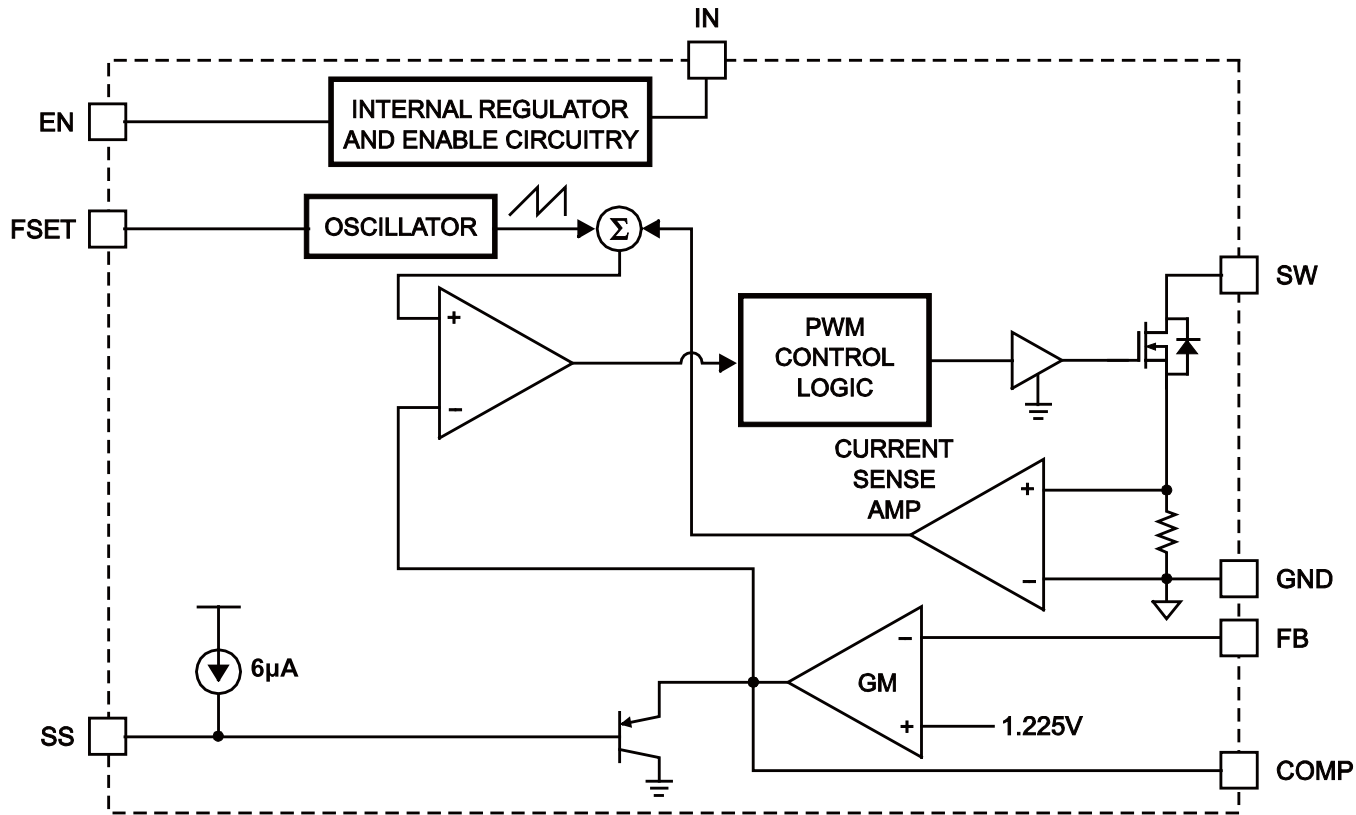 IN
EN
INTERNAL REGULATOR
AND ENABLE CIRCUITRY
FSET
OSCILLATOR
Σ
SW
+
−
PWM
CONTROL
LOGIC
CURRENT
SENSE
AMP
+
−
GND
FB
6µA
−
GM
+
1.225V
SS
COMP